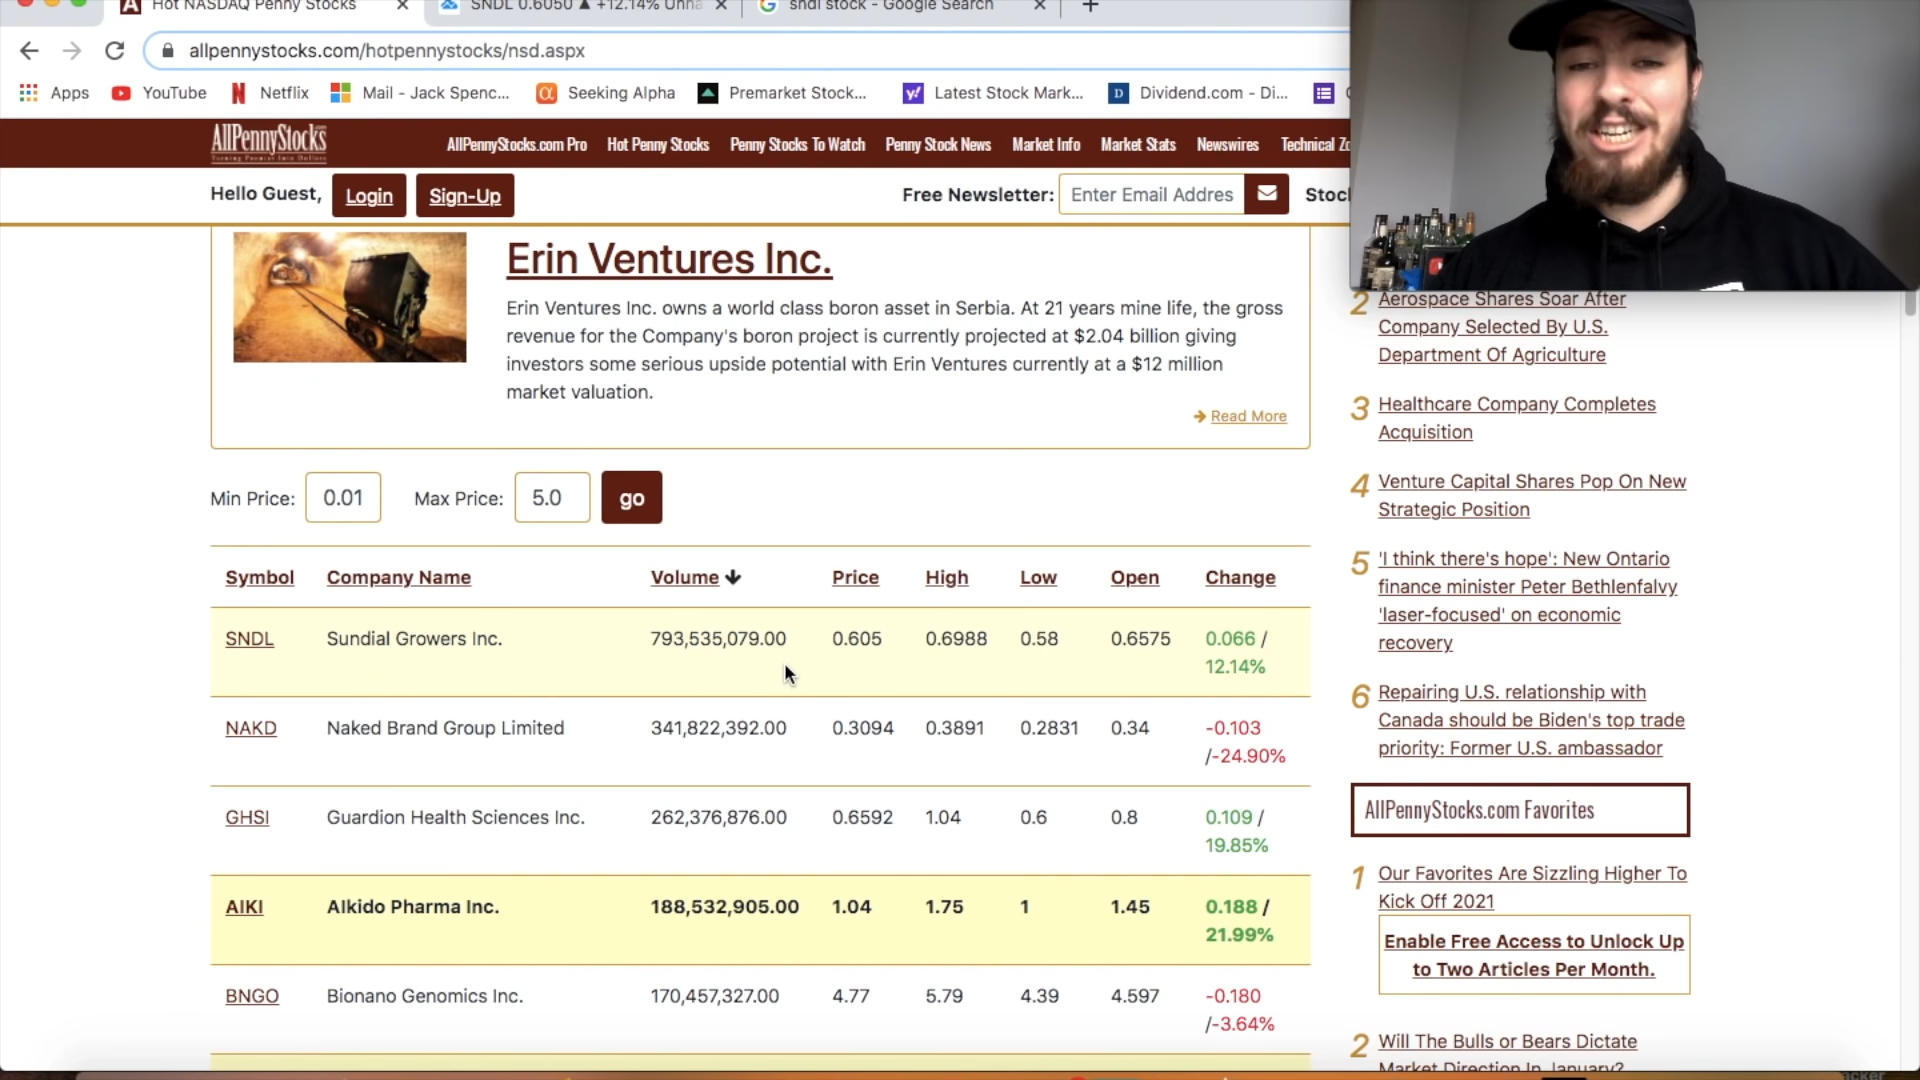 Hot NASDAQ Penny Stocks
SNDL 0.6050 ▲ +12.14% Unna
sndl stock - Google Search
allpennystocks.com/hotpennystocks/nsd.aspx
Apps
YouTube
Netflix
Mail - Jack Spenc...
Seeking Alpha
Premarket Stock...
Latest Stock Mark...
Dividend.com - Di...
AllPennyStocks
AllPennyStocks.com Pro
Hot Penny Stocks
Penny Stocks To Watch
Penny Stock News
Market Info
Market Stats
Newswires
Technical Zo
Hello Guest,
Login
Sign-Up
Free Newsletter:
Enter Email Addres
Stoc
Erin Ventures Inc.
Erin Ventures Inc. owns a world class boron asset in Serbia. At 21 years mine life, the gross
revenue for the Company's boron project is currently projected at $2.04 billion giving
investors some serious upside potential with Erin Ventures currently at a $12 million
market valuation.
Read More
Min Price: 0.01 Max Price: 5.0 go
Symbol Company Name Volume Price High Low Open Change
SNDL Sundial Growers Inc. 793,535,079.00 0.605 0.6988 0.58 0.6575 0.066 /
12.14%
NAKD Naked Brand Group Limited 341,822,392.00 0.3094 0.3891 0.2831 0.34 -0.103
/-24.90%
GHSI Guardion Health Sciences Inc. 262,376,876.00 0.6592 1.04 0.6 0.8 0.109 /
19.85%
AIKI AIkido Pharma Inc. 188,532,905.00 1.04 1.75 1 1.45 0.188 /
21.99%
BNGO Bionano Genomics Inc. 170,457,327.00 4.77 5.79 4.39 4.597 -0.180
/-3.64%
2 Aerospace Shares Soar After
Company Selected By U.S.
Department Of Agriculture
3 Healthcare Company Completes
Acquisition
4 Venture Capital Shares Pop On New
Strategic Position
5 'I think there's hope': New Ontario
finance minister Peter Bethlenfalvy
'laser-focused' on economic
recovery
6 Repairing U.S. relationship with
Canada should be Biden's top trade
priority: Former U.S. ambassador
AllPennyStocks.com Favorites
1 Our Favorites Are Sizzling Higher To
Kick Off 2021
Enable Free Access to Unlock Up
to Two Articles Per Month.
2 Will The Bulls or Bears Dictate
Market Direction In January?